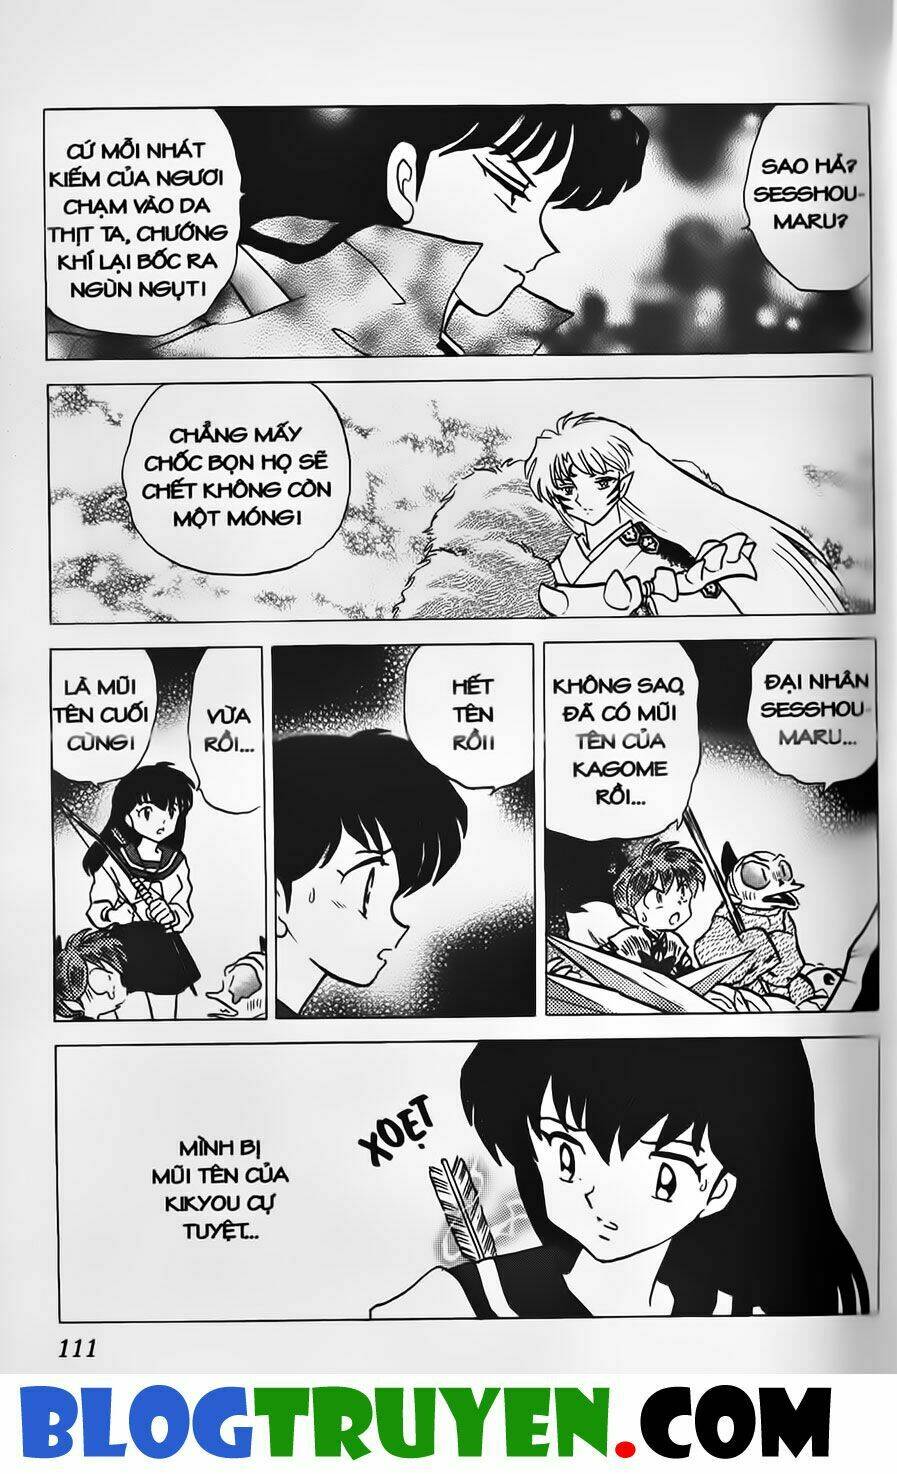 SAO HẢ?
SESSHOU-
MARU?
CỨ MỖI NHÁT
KIẾM CỦA NGƯƠI
CHẠM VÀO DA
THỊT TA, CHƯỚNG
KHÍ LẠI BỐC RA
NGÙN NGỤT!
CHẲNG MẤY
CHỐC BỌN HỌ SẼ
CHẾT KHÔNG CÒN
MỘT MÓNG!
ĐẠI NHÂN
SESSHOU-
MARU...
KHÔNG SAO,
ĐÃ CÓ MŨI
TÊN CỦA
KAGOME
RỒI...
HẾT
TÊN
RỒI!
VỪA
RỒI...
LÀ MŨI
TÊN CUỐI
CÙNG!
XOẸT
MÌNH BỊ
MŨI TÊN CỦA
KIKYOU CỰ
TUYỆT...
111
BLOGTRUYEN.COM